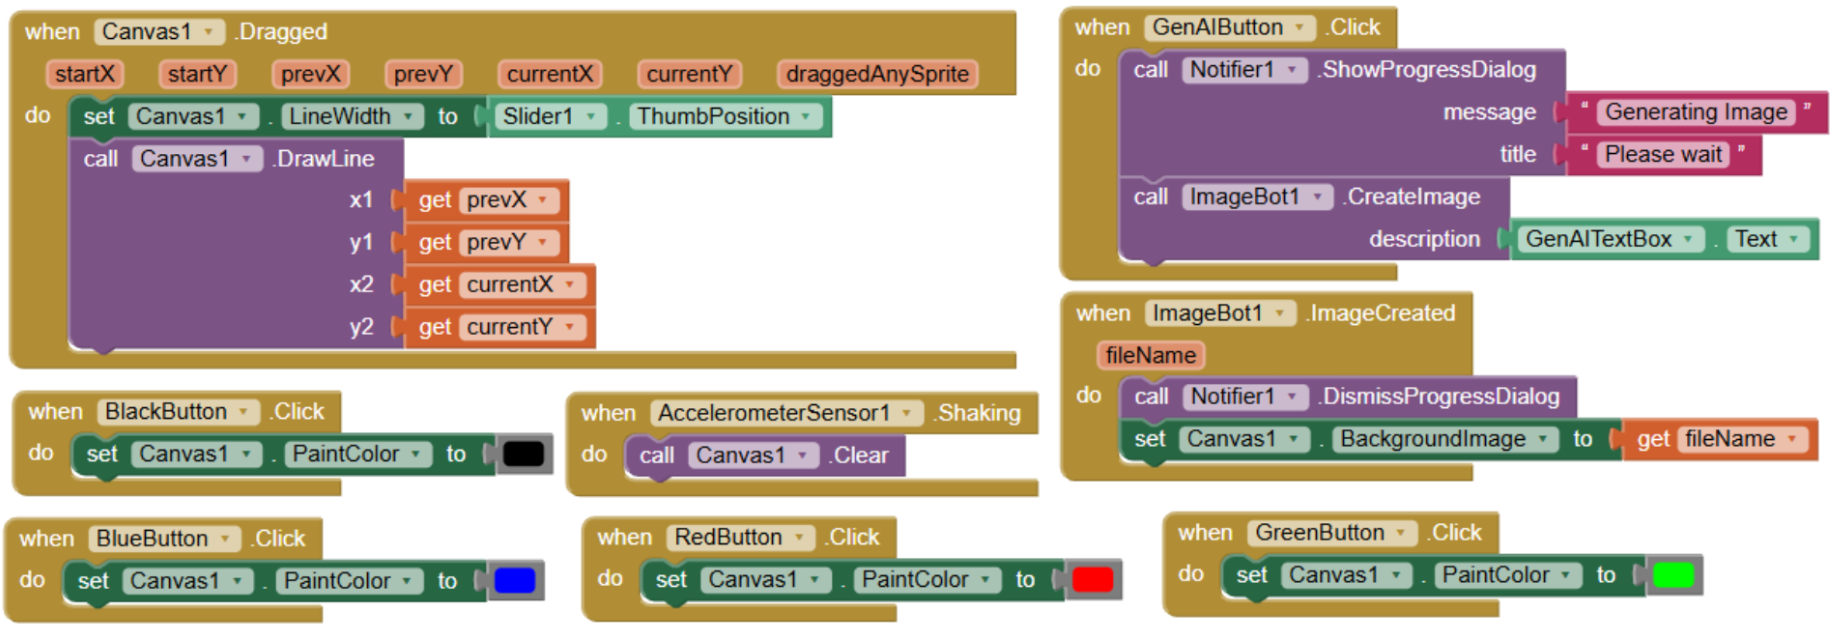 when Canvas1 .Dragged
startX startY prevX prevY currentX currentY draggedAnySprite
do set Canvas1 . LineWidth to Slider1 . ThumbPosition
call Canvas1 .DrawLine
x1 get prevX
y1 get prevY
x2 get currentX
y2 get currentY
when GenAIButton .Click
do call Notifier1 .ShowProgressDialog
message “ Generating Image ”
title “ Please wait ”
call ImageBot1 .CreateImage
description GenAITextBox . Text
when ImageBot1 .ImageCreated
fileName
do call Notifier1 .DismissProgressDialog
set Canvas1 . BackgroundImage to get fileName
when BlackButton .Click
do set Canvas1 . PaintColor to
when AccelerometerSensor1 .Shaking
do call Canvas1 .Clear
when BlueButton .Click
do set Canvas1 . PaintColor to
when RedButton .Click
do set Canvas1 . PaintColor to
when GreenButton .Click
do set Canvas1 . PaintColor to